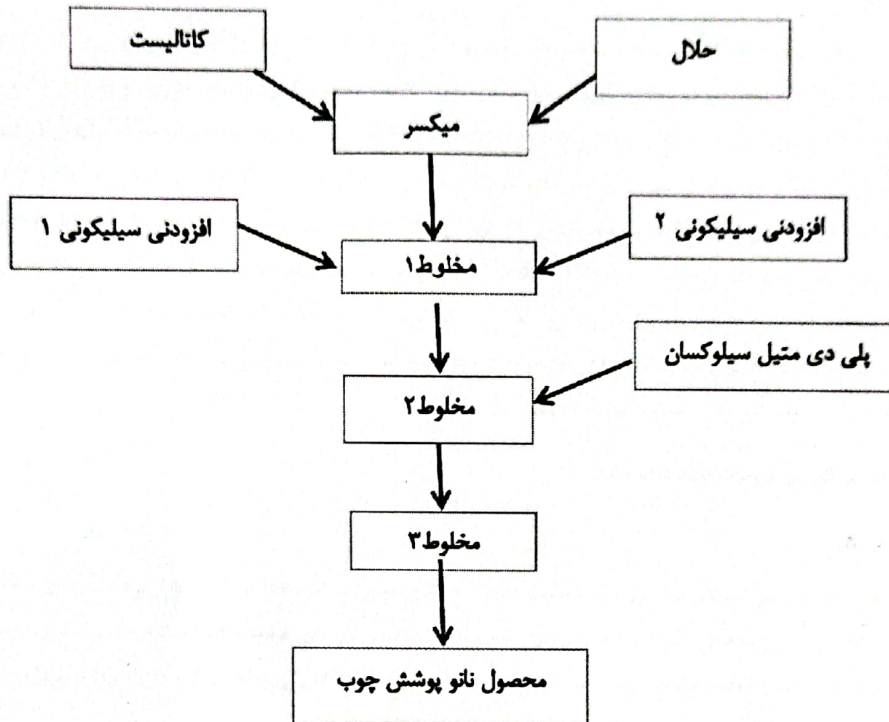 کاتالیست
حلال
میکسر
افزودنی سیلیکونی ۱
افزودنی سیلیکونی ۲
مخلوط۱
پلی دی متیل سیلوکسان
مخلوط۲
مخلوط۳
محصول نانو پوشش چوب